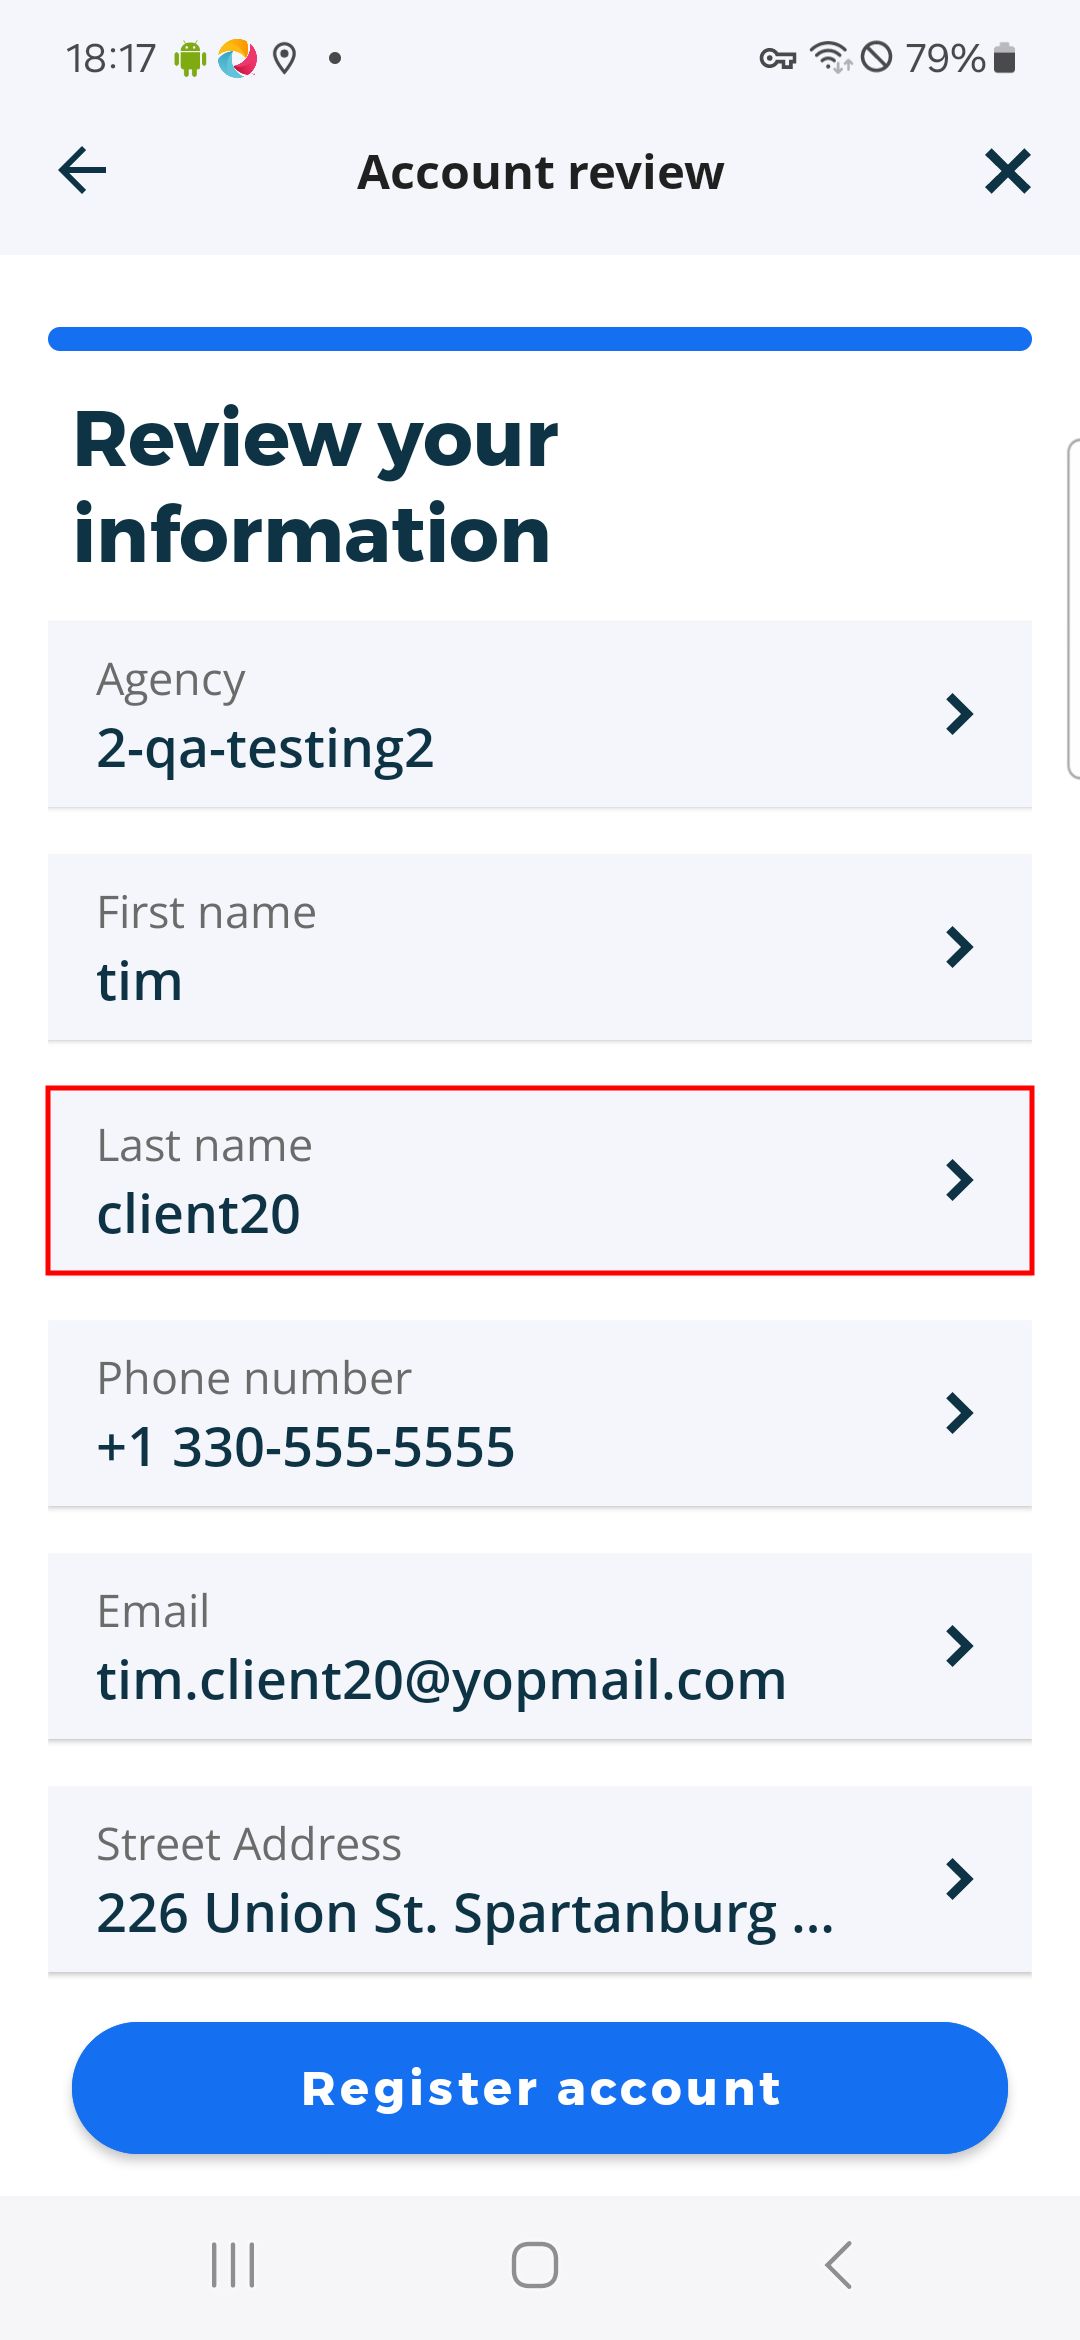 18:17
79%
Account review
Review your
information
Agency
2-qa-testing2
First name
tim
Last name
client20
Phone number
+1 330-555-5555
Email
tim.client20@yopmail.com
Street Address
226 Union St. Spartanburg ...
Register account